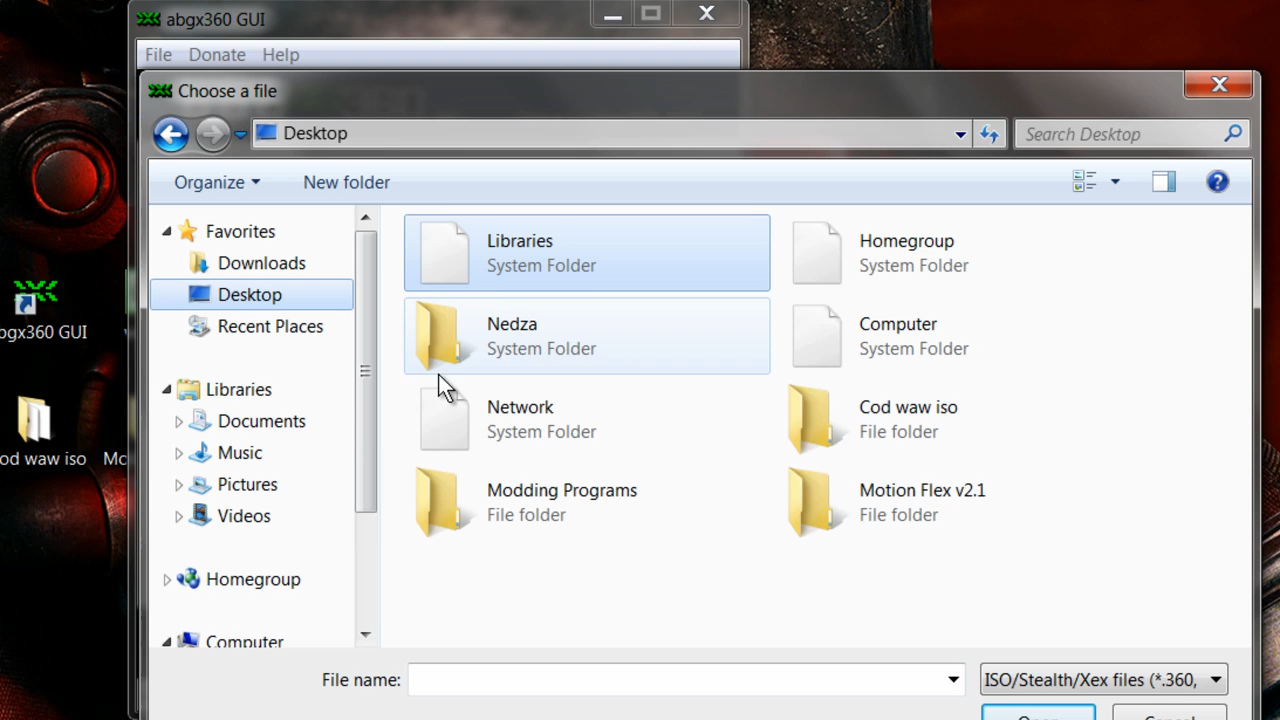 abgx360 GUI
File Donate Help
Choose a file
Desktop
Search Desktop
Organize New folder
Favorites
Downloads
Desktop
Recent Places
Libraries
Documents
Music
Pictures
Videos
Homegroup
Computer
Libraries
System Folder
Homegroup
System Folder
Nedza
System Folder
Computer
System Folder
Network
System Folder
Cod waw iso
File folder
Modding Programs
File folder
Motion Flex v2.1
File folder
File name:
ISO/Stealth/Xex files (*.360,
bgx360 GUI
od waw iso
Mc